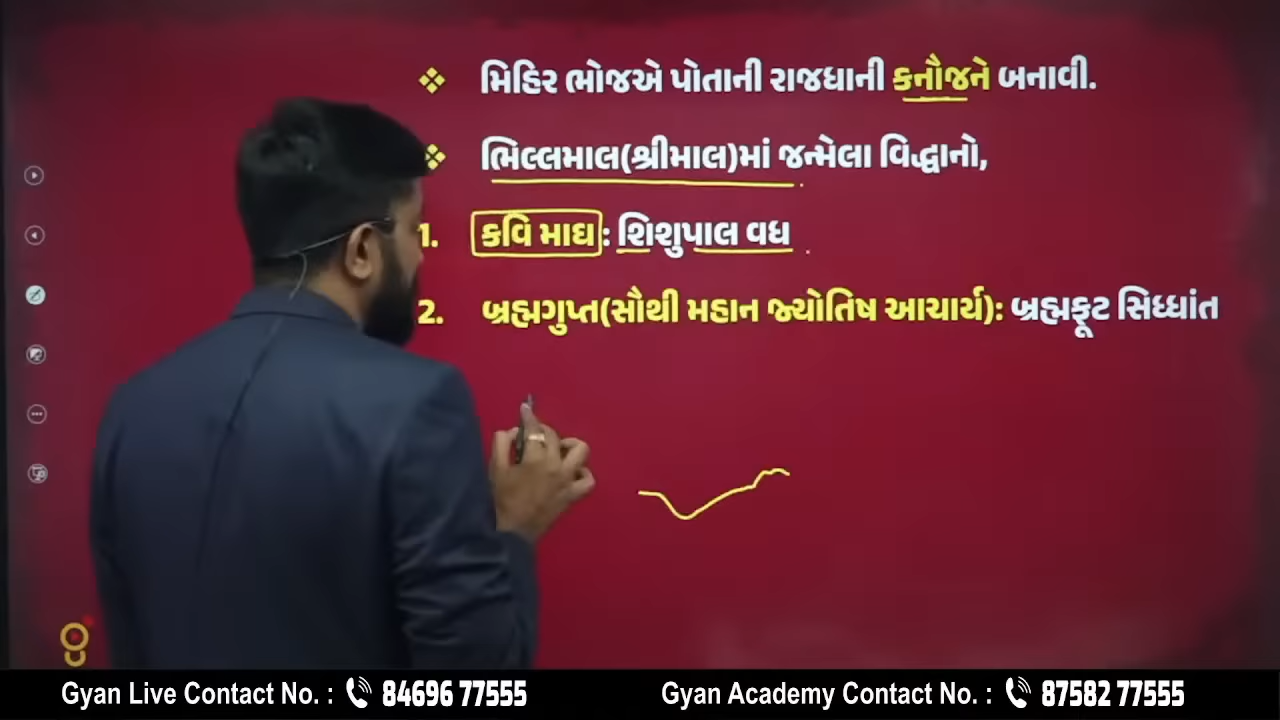 ❖ મિહિર ભોજએ પોતાની રાજધાની કનૌજને બનાવી.
❖ ભિલ્લમાલ(શ્રીમાલ)માં જન્મેલા વિદ્ધાનો,
1. કવિ માઘ: શિશુપાલ વધ
2. બ્રહ્મગુપ્ત(સૌથી મહાન જ્યોતિષ આચાર્ય): બ્રહ્મફૂટ સિધ્ધાંત
Gyan Live Contact No. : 84696 77555
Gyan Academy Contact No. : 87582 77555